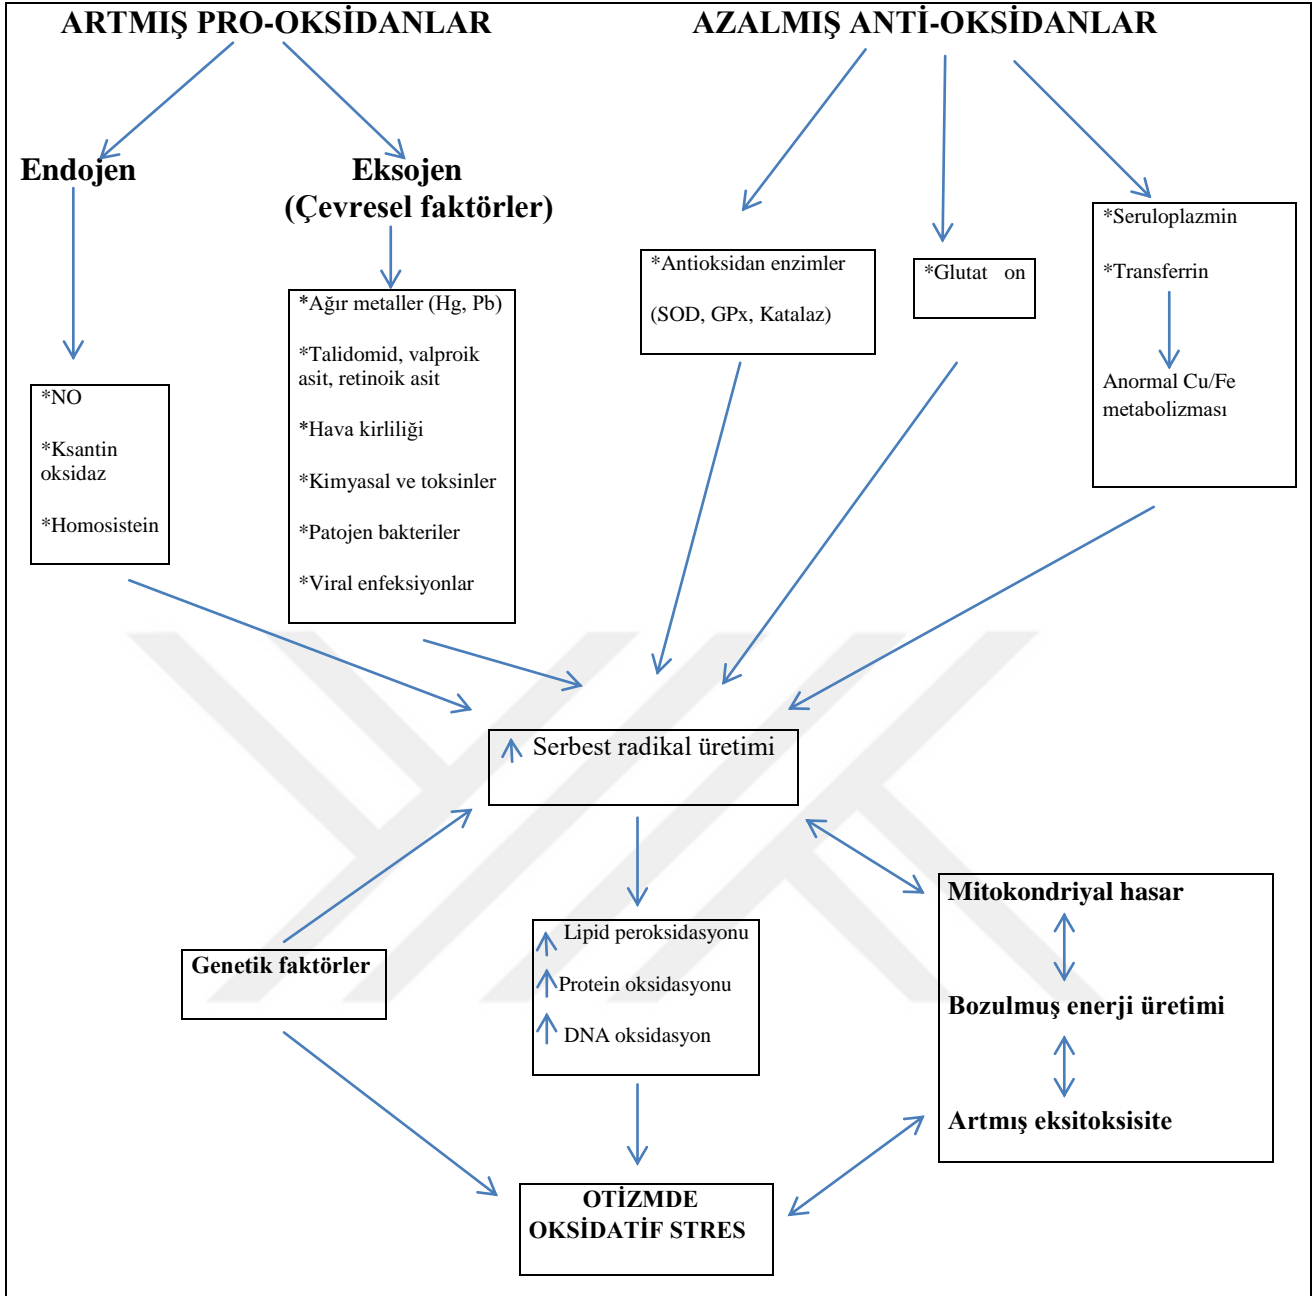 ARTMIŞ PRO-OKSİDANLAR
AZALMIŞ ANTİ-OKSİDANLAR
Endojen
Eksojen
(Çevresel faktörler)
*NO
*Ksantin
oksidaz
*Homosistein
*Ağır metaller (Hg, Pb)
*Talidomid, valproik
asit, retinoik asit
*Hava kirliliği
*Kimyasal ve toksinler
*Patojen bakteriler
*Viral enfeksiyonlar
*Antioksidan enzimler
(SOD, GPx, Katalaz)
*Glutat on
*Seruloplazmin
*Transferrin
Anormal Cu/Fe
metabolizması
Serbest radikal üretimi
Genetik faktörler
Lipid peroksidasyonu
Protein oksidasyonu
DNA oksidasyon
Mitokondriyal hasar
Bozulmuş enerji üretimi
Artmış eksitoksisite
OTİZMDE
OKSİDATİF STRES